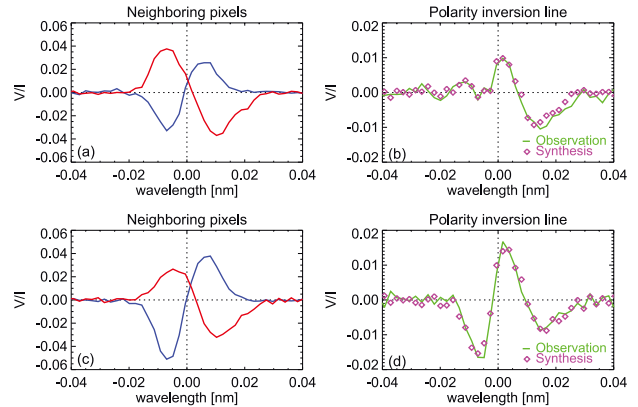 Neighboring pixels
Polarity inversion line
0.06
0.04
0.02
0.00
-0.02
-0.04
-0.06
V/I
(a)
-0.04
-0.02
0.00
0.02
0.04
wavelength [nm]
0.02
0.01
0.00
-0.01
-0.02
V/I
(b)
Observation
Synthesis
-0.04
-0.02
0.00
0.02
0.04
wavelength [nm]
Neighboring pixels
Polarity inversion line
0.06
0.04
0.02
0.00
-0.02
-0.04
-0.06
V/I
(c)
-0.04
-0.02
0.00
0.02
0.04
wavelength [nm]
0.02
0.01
0.00
-0.01
-0.02
V/I
(d)
Observation
Synthesis
-0.04
-0.02
0.00
0.02
0.04
wavelength [nm]